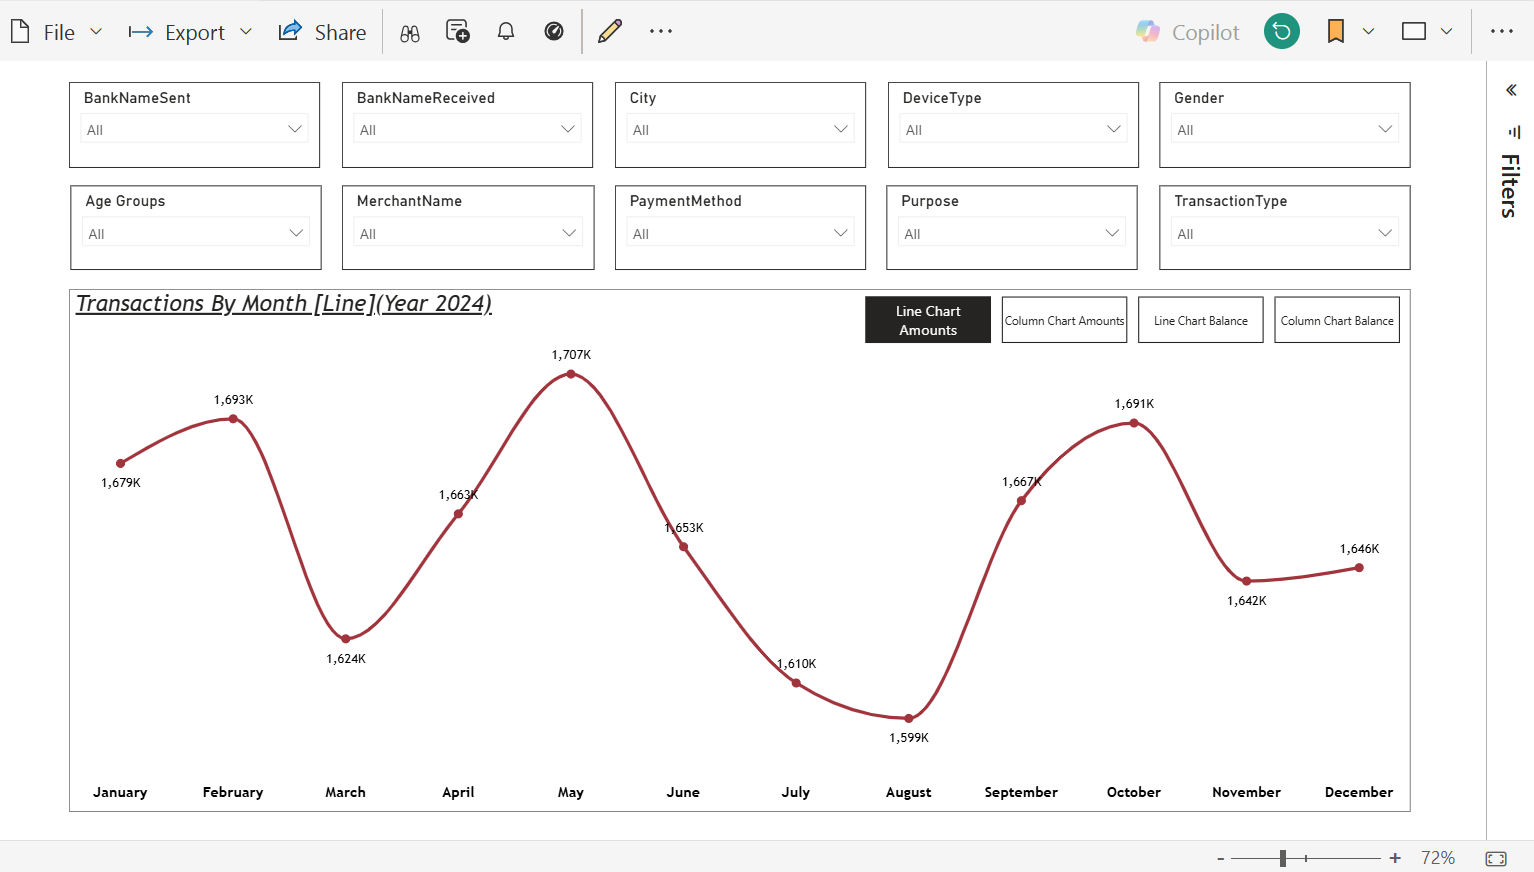 File Export Share Copilot
BankNameSent BankNameReceived City DeviceType Gender
All All All All All
Age Groups MerchantName PaymentMethod Purpose TransactionType
All All All All All
Filters
Transactions By Month [Line](Year 2024)
Line Chart
Amounts
Column Chart Amounts
Line Chart Balance
Column Chart Balance
1,707K
1,693K
1,691K
1,679K
1,667K
1,663K
1,653K
1,646K
1,642K
1,624K
1,610K
1,599K
January February March April May June July August September October November December
- + 72%